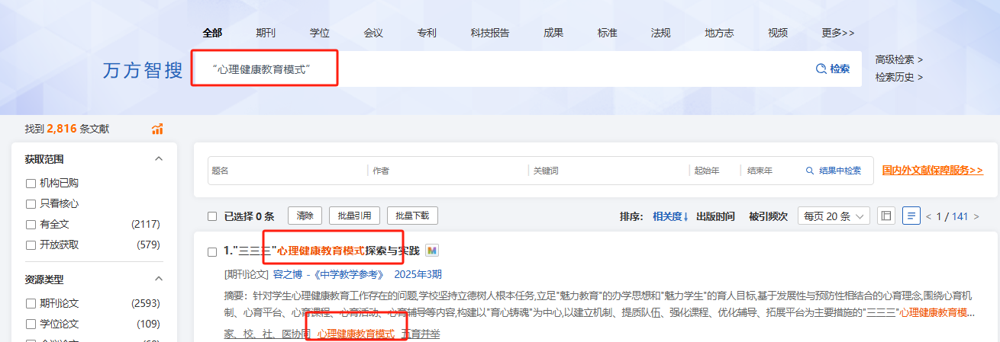 全部 期刊 学位 会议 专利 科技报告 成果 标准 法规 地方志 视频 更多>>
万方智搜 “心理健康教育模式” 检索 高级检索 >
检索历史 >
找到 2,816 条文献
获取范围
机构已购
只看核心
有全文 (2117)
开放获取 (579)
资源类型
期刊论文 (2593)
学位论文 (109)
题名 作者 关键词 起始年 结束年 结果中检索 国内外文献保障服务>>
已选择 0 条 清除 批量引用 批量下载 排序: 相关度↓ 出版时间 被引频次 每页 20 条 < 1 / 141 >
1."三三三"心理健康教育模式探索与实践 M
[期刊论文] 容之博 -《中学教学参考》 2025年3期
摘要：针对学生心理健康教育工作存在的问题,学校坚持立德树人根本任务,立足"魅力教育"的办学思想和"魅力学生"的育人目标,基于发展性与预防性相结合的心育理念,围绕心育机
制、心育平台、心育课程、心育活动、心育辅导等内容,构建以"育心铸魂"为中心,以建立机制、提质队伍、强化课程、优化辅导、拓展平台为主要措施的"三三三"心理健康教育模...
家、校、社、医协同 心理健康教育模式 五育并举